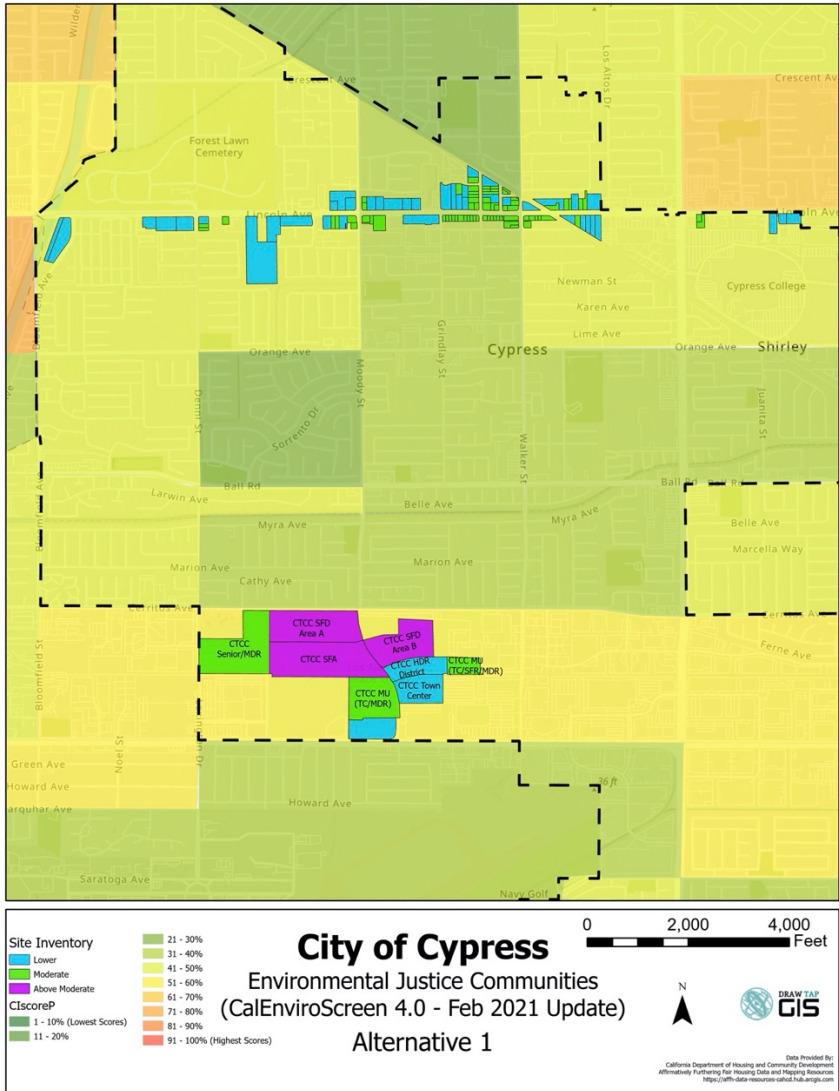 Wilder
Crescent Ave
Los Altos Dr
Crescent Ave
Forest Lawn
Cemetery
Lincoln Ave
Lincoln Ave
Bloomfield Ave
Newman St
Karen Ave
Lime Ave
Cypress College
Orange Ave
Moody St
Grindlay St
Cypress
Orange Ave
Shirley
Denni St
Sorrento Dr
Walker St
Juanita St
Ball Rd
Ball Rd
Larwin Ave
Belle Ave
Bloomfield Ave
Myra Ave
Myra Ave
Belle Ave
Marcella Way
Marion Ave
Cathy Ave
Marion Ave
Cerritos Ave
Cerritos Ave
Bloomfield St
CTCC
Senior/MDR
CTCC SFD
Area A
CTCC SFA
CTCC SFD
Area B
CTCC HDR
District
CTCC MU
(TC/SFR/MDR)
CTCC Town
Center
CTCC MU
(TC/MDR)
Ferne Ave
Noel St
Green Ave
Howard Ave
arquhar Ave
Howard Ave
36 ft
Saratoga Ave
Navy Golf
Site Inventory
Lower
Moderate
Above Moderate
CIscoreP
1 - 10% (Lowest Scores)
11 - 20%
21 - 30%
31 - 40%
41 - 50%
51 - 60%
61 - 70%
71 - 80%
81 - 90%
91 - 100% (Highest Scores)
City of Cypress
Environmental Justice Communities
(CalEnviroScreen 4.0 - Feb 2021 Update)
Alternative 1
0 2,000 4,000
Feet
N
DRAW TAP
GIS
Data Provided By:
California Department of Housing and Community Development
Affirmatively Furthering Fair Housing Data and Mapping Resources
https://affh-data-resources-cahcd.hub.arcgis.com